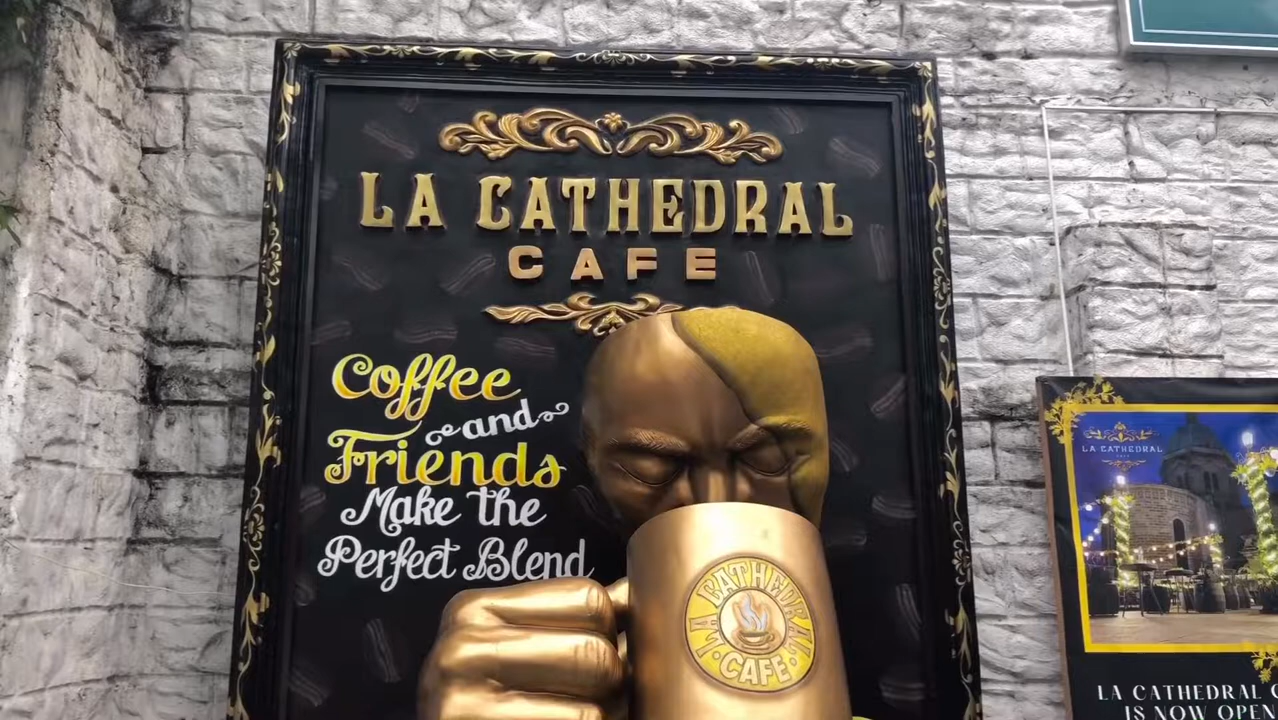 LA CATHEDRAL
CAFE
Coffee
and
Friends
Make the
Perfect Blend
LA CATHEDRAL
CAFE
LA CATHEDRAL
LA CATHEDRAL C
IS NOW OPEN